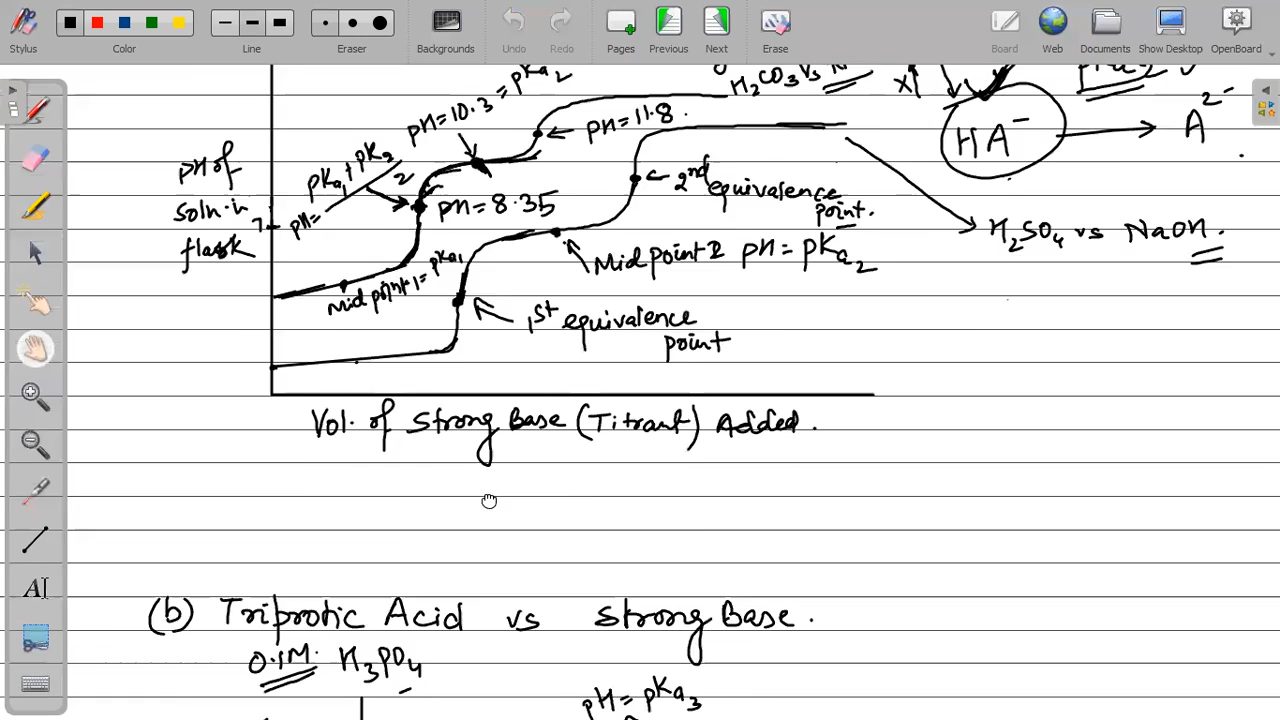 Stylus
Color
Line
Eraser
Backgrounds
Undo
Redo
Pages
Previous
Next
Erase
Board
Web
Documents
Show Desktop
OpenBoard
H2CO3 vs
pH = 10.3 = pKa2
pH = 11.8
HA⁻ → A²⁻
pH of
soln. in
flask
7
pH = pKa1 + pKa2 / 2
pH = 8.35
2nd equivalence
point.
H2SO4 vs NaOH.
Mid point 1 = pKa1
Mid point 2 pH = pKa2
1st equivalence
point
Vol. of Strong Base (Titrant) Added.
(b) Triprotic Acid vs Strong Base.
0.1M H3PO4
pH = pKa3
AI